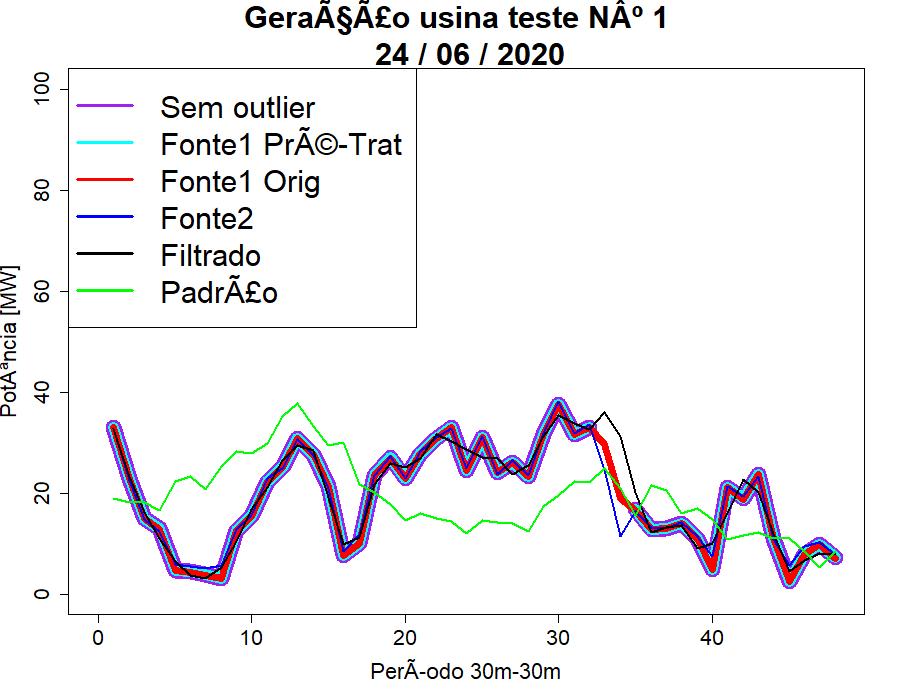 GeraÃ§Ã£o usina teste NÂº 1
24 / 06 / 2020
Sem outlier
Fonte1 PrÃ©-Trat
Fonte1 Orig
Fonte2
Filtrado
PadrÃ£o
PotÃªncia [MW]
100
80
60
40
20
0
0 10 20 30 40
PerÃ­-odo 30m-30m